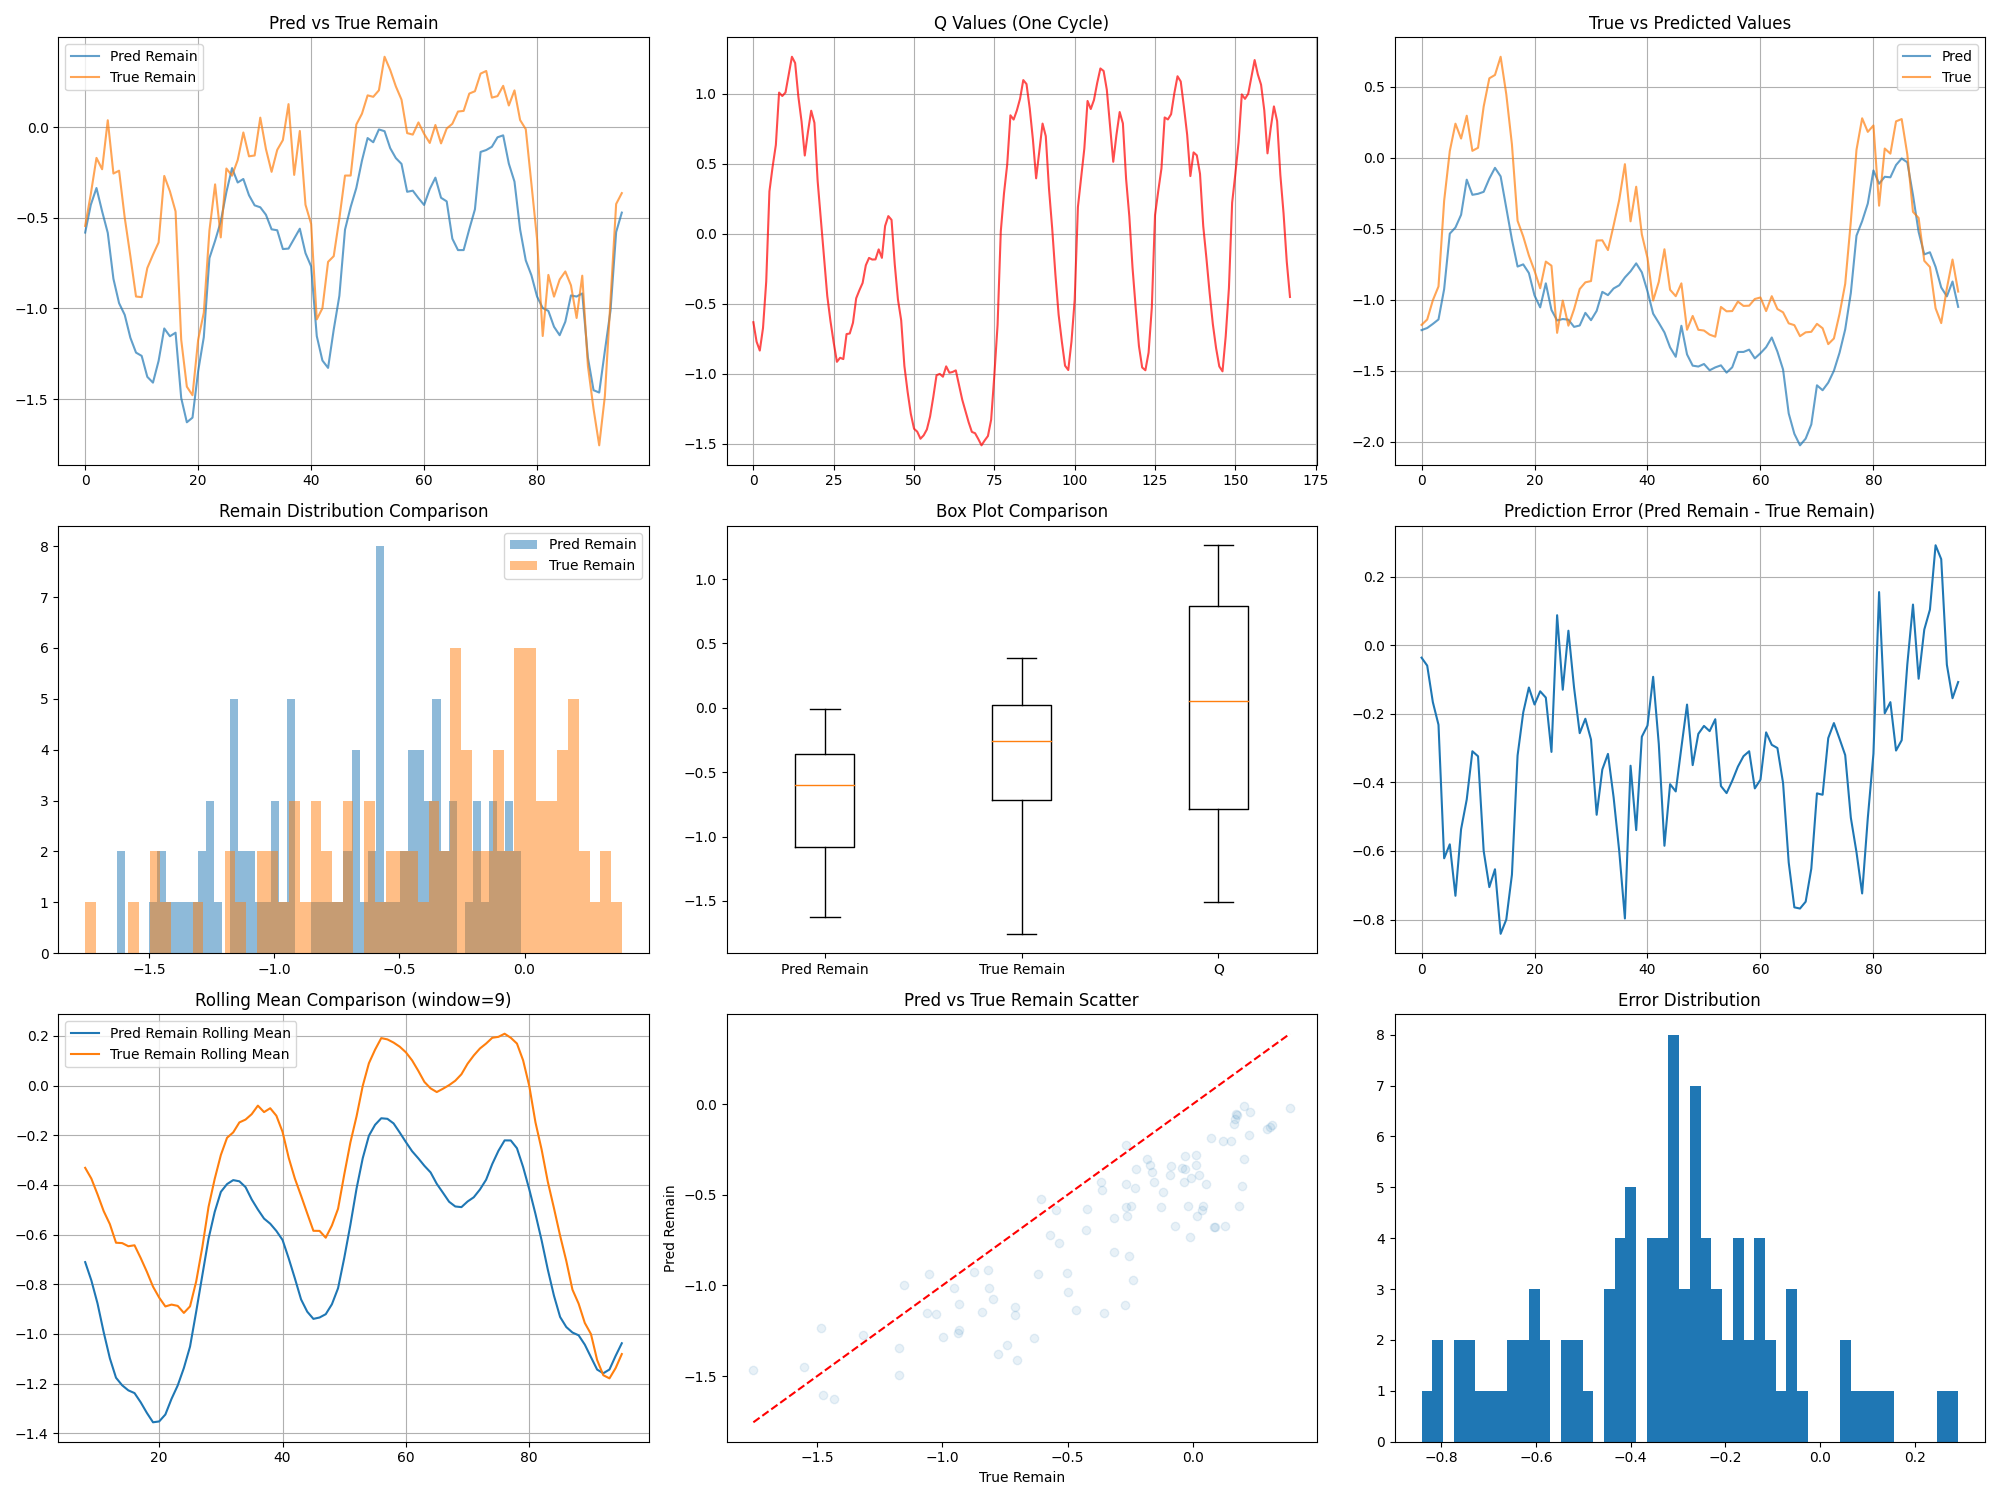 Pred vs True Remain
Pred Remain
True Remain
0.0
−0.5
−1.0
−1.5
0 20 40 60 80
Q Values (One Cycle)
1.0
0.5
0.0
−0.5
−1.0
−1.5
0 25 50 75 100 125 150 175
True vs Predicted Values
Pred
True
0.5
0.0
−0.5
−1.0
−1.5
−2.0
0 20 40 60 80
Remain Distribution Comparison
Pred Remain
True Remain
8
7
6
5
4
3
2
1
0
−1.5 −1.0 −0.5 0.0
Box Plot Comparison
1.0
0.5
0.0
−0.5
−1.0
−1.5
Pred Remain True Remain Q
Prediction Error (Pred Remain - True Remain)
0.2
0.0
−0.2
−0.4
−0.6
−0.8
0 20 40 60 80
Rolling Mean Comparison (window=9)
Pred Remain Rolling Mean
True Remain Rolling Mean
0.2
0.0
−0.2
−0.4
−0.6
−0.8
−1.0
−1.2
−1.4
20 40 60 80
Pred vs True Remain Scatter
Pred Remain
0.0
−0.5
−1.0
−1.5
−1.5 −1.0 −0.5 0.0
True Remain
Error Distribution
8
7
6
5
4
3
2
1
0
−0.8 −0.6 −0.4 −0.2 0.0 0.2